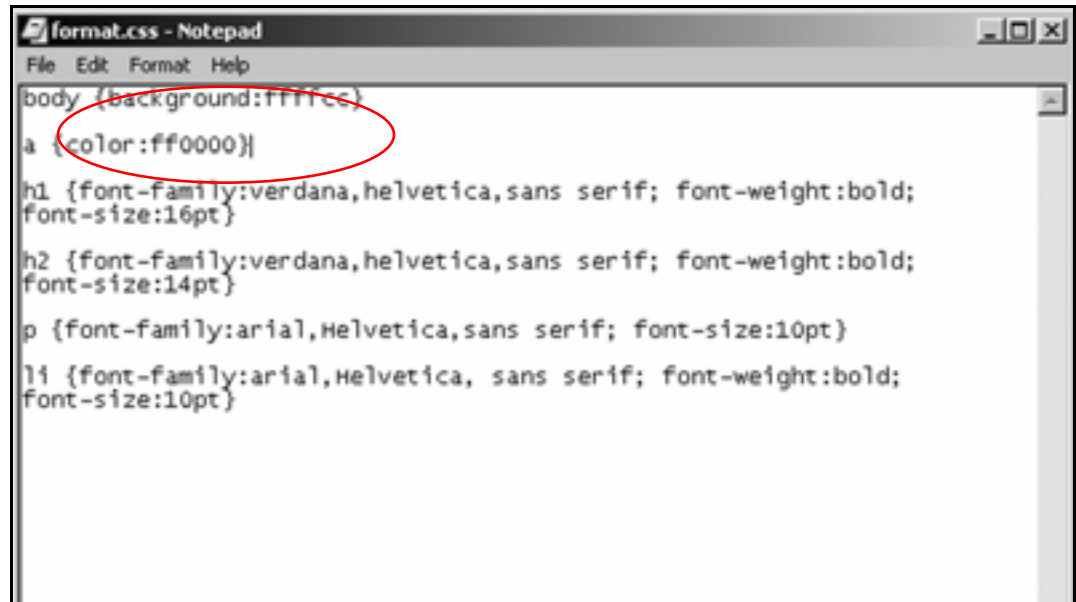 format.css - Notepad
File Edit Format Help
body {background:ffffcc}
a {color:ff0000}
h1 {font-family:verdana,helvetica,sans serif; font-weight:bold;
font-size:16pt}
h2 {font-family:verdana,helvetica,sans serif; font-weight:bold;
font-size:14pt}
p {font-family:arial,Helvetica,sans serif; font-size:10pt}
li {font-family:arial,Helvetica, sans serif; font-weight:bold;
font-size:10pt}